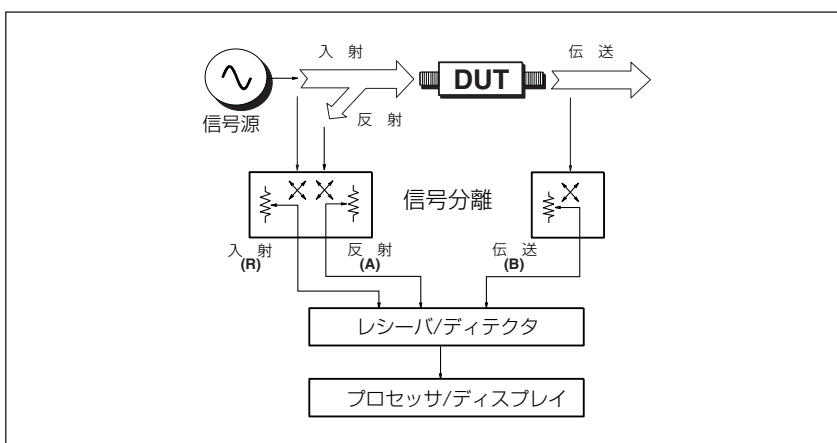 入 射
伝 送
DUT
反 射
信号源
信号分離
入 射
(R)
反 射
(A)
伝 送
(B)
レシーバ/ディテクタ
プロセッサ/ディスプレイ